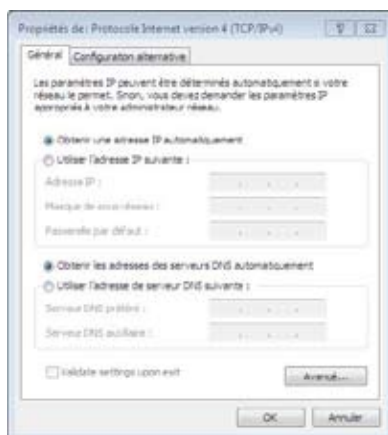 Propriétés de : Protocole Internet version 4 (TCP/IPv4)
Général
Configuration alternative
Les paramètres IP peuvent être déterminés automatiquement si votre
réseau le permet. Sinon, vous devez demander les paramètres IP
appropriés à votre administrateur réseau.
Obtenir une adresse IP automatiquement
Utiliser l'adresse IP suivante :
Adresse IP :
Masque de sous-réseau :
Passerelle par défaut :
Obtenir les adresses des serveurs DNS automatiquement
Utiliser l'adresse de serveur DNS suivante :
Serveur DNS préféré :
Serveur DNS auxiliaire :
Validate settings upon exit
Avancé...
OK
Annuler